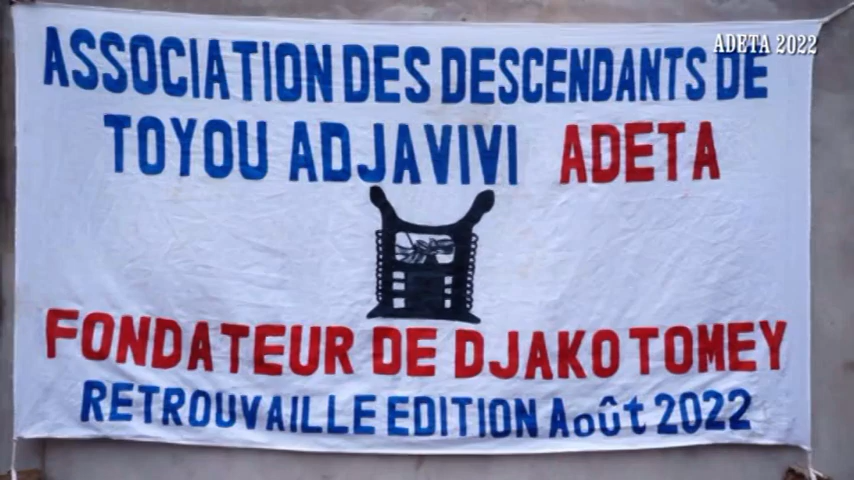 ADETA 2022
ASSOCIATION DES DESCENDANTS DE
TOYOU ADJAVIVI ADETA
FONDATEUR DE DJAKOTOMEY
RETROUVAILLE EDITION Août 2022